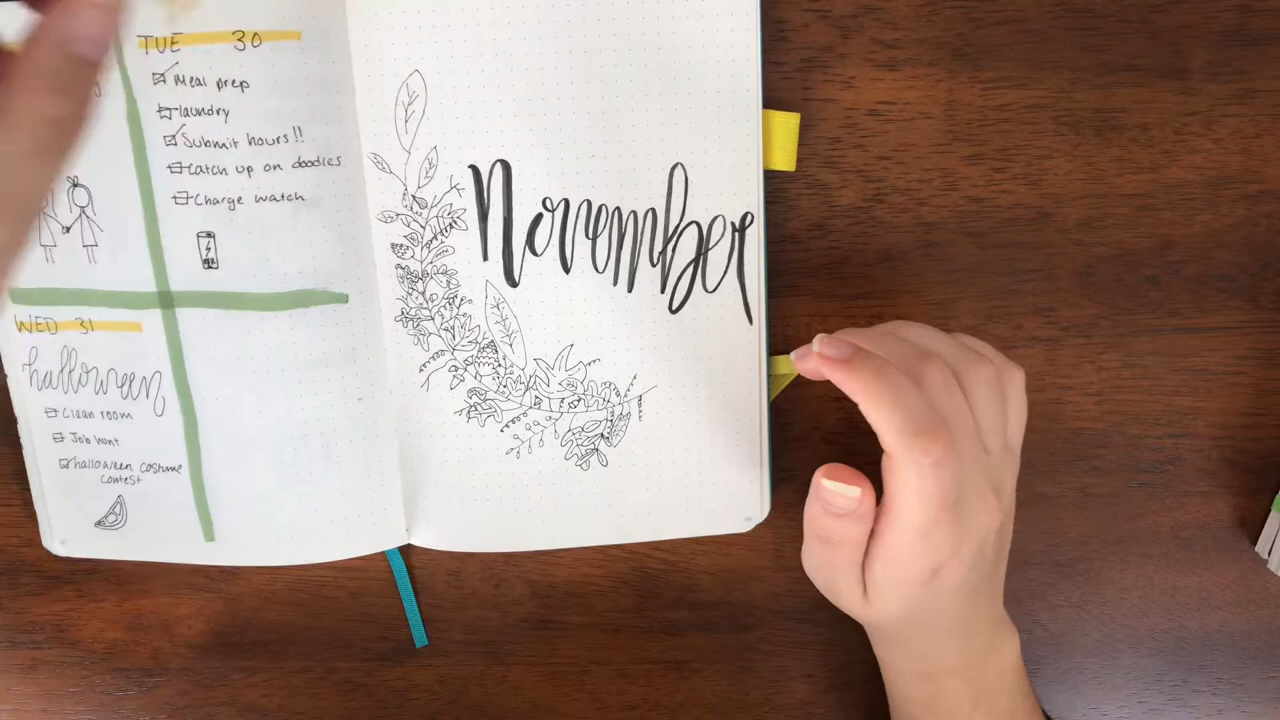 TUE 30
Meal prep
laundry
Submit hours!!
Catch up on doodles
Charge watch
WED 31
halloween
Clean room
Job hunt
halloween costume
contest
November